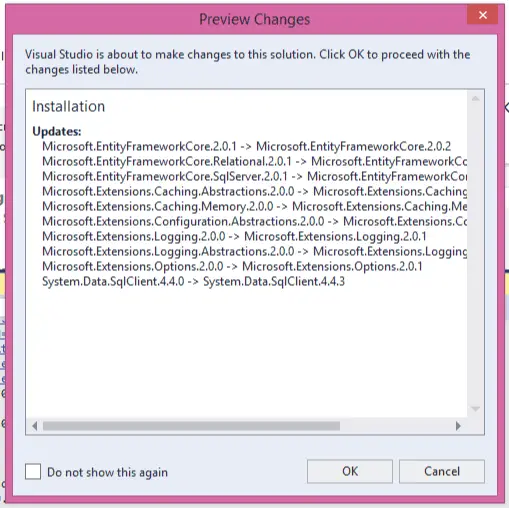 Preview Changes
Visual Studio is about to make changes to this solution. Click OK to proceed with the
changes listed below.
Installation
Updates:
Microsoft.EntityFrameworkCore.2.0.1 -> Microsoft.EntityFrameworkCore.2.0.2
Microsoft.EntityFrameworkCore.Relational.2.0.1 -> Microsoft.EntityFrameworkCo
Microsoft.EntityFrameworkCore.SqlServer.2.0.1 -> Microsoft.EntityFrameworkCor
Microsoft.Extensions.Caching.Abstractions.2.0.0 -> Microsoft.Extensions.Caching
Microsoft.Extensions.Caching.Memory.2.0.0 -> Microsoft.Extensions.Caching.Me
Microsoft.Extensions.Configuration.Abstractions.2.0.0 -> Microsoft.Extensions.Co
Microsoft.Extensions.Logging.2.0.0 -> Microsoft.Extensions.Logging.2.0.1
Microsoft.Extensions.Logging.Abstractions.2.0.0 -> Microsoft.Extensions.Logging
Microsoft.Extensions.Options.2.0.0 -> Microsoft.Extensions.Options.2.0.1
System.Data.SqlClient.4.4.0 -> System.Data.SqlClient.4.4.3
Do not show this again
OK
Cancel